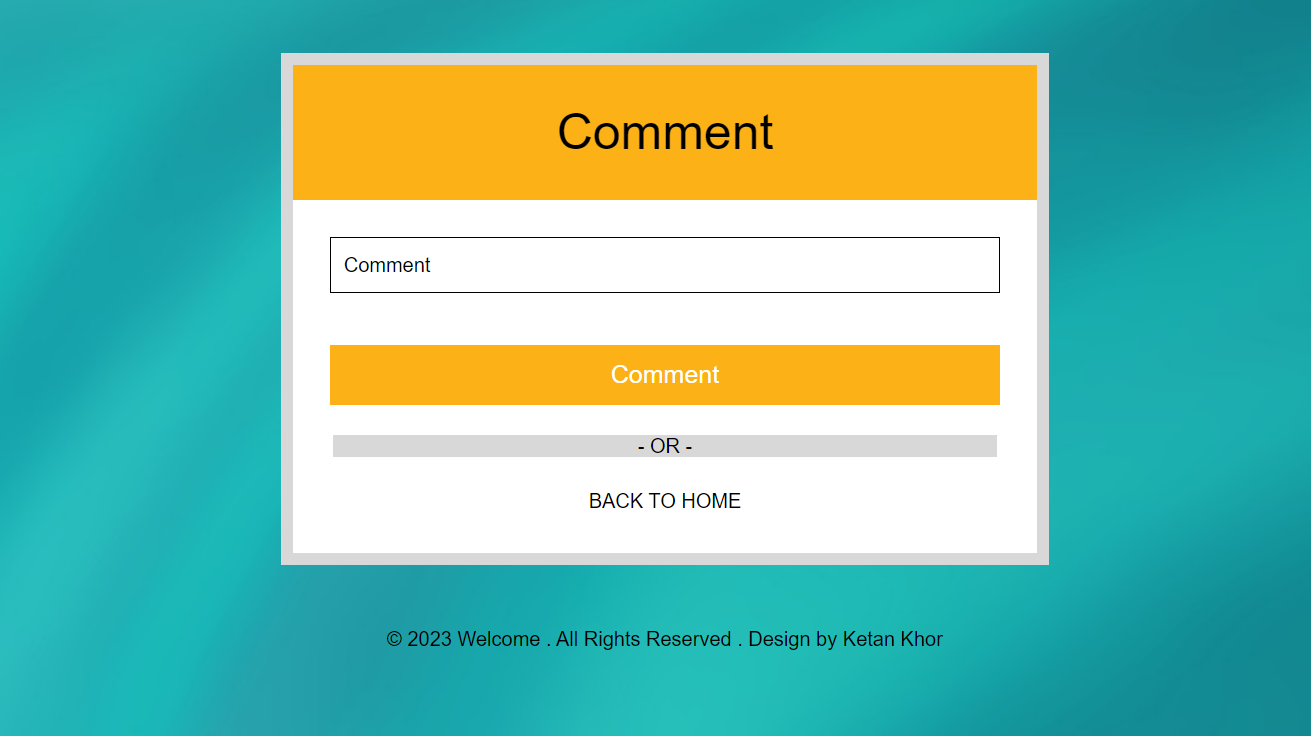 Comment
Comment
Comment
- OR -
BACK TO HOME
© 2023 Welcome . All Rights Reserved . Design by Ketan Khor